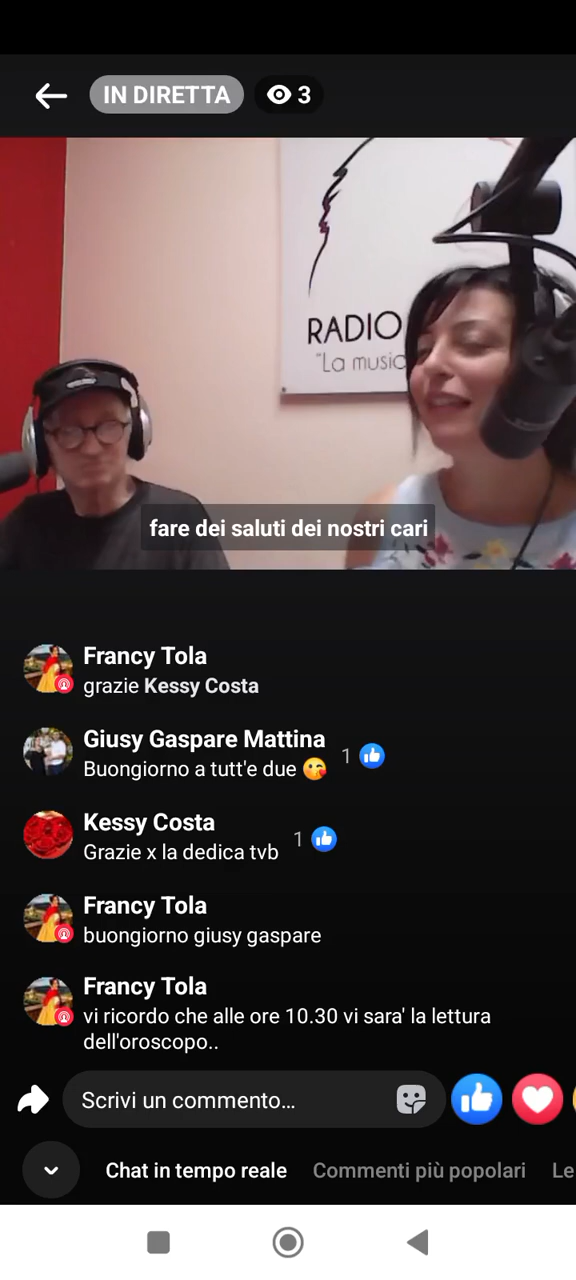 IN DIRETTA 3
RADIO
"La music
fare dei saluti dei nostri cari
Francy Tola
grazie Kessy Costa
Giusy Gaspare Mattina
Buongiorno a tutt'e due 😘
1
Kessy Costa
Grazie x la dedica tvb
1
Francy Tola
buongiorno giusy gaspare
Francy Tola
vi ricordo che alle ore 10.30 vi sara' la lettura
dell'oroscopo..
Scrivi un commento...
Chat in tempo reale Commenti più popolari Le